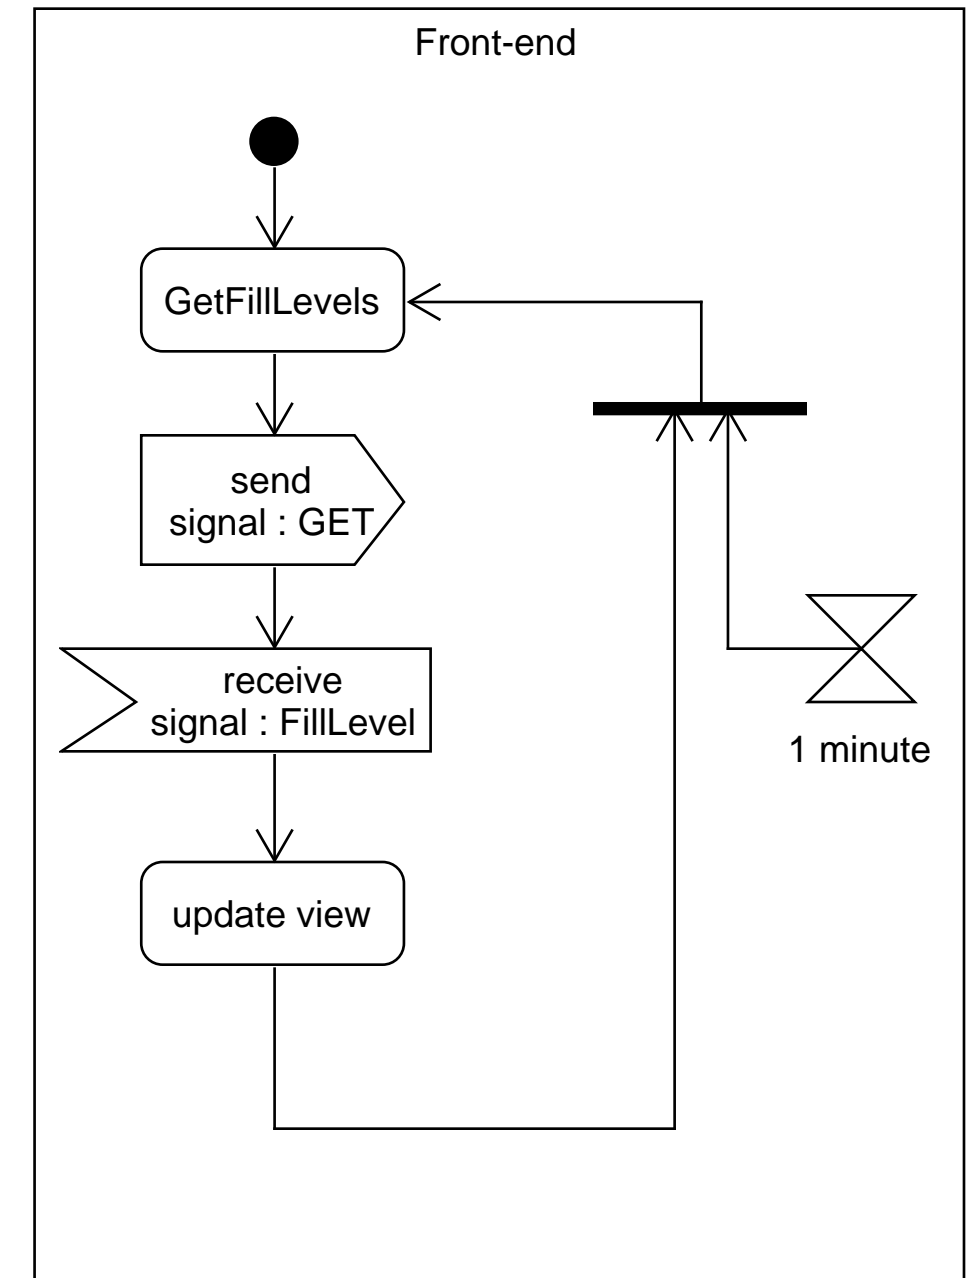 Front-end
GetFillLevels
send
signal : GET
receive
signal : FillLevel
1 minute
update view